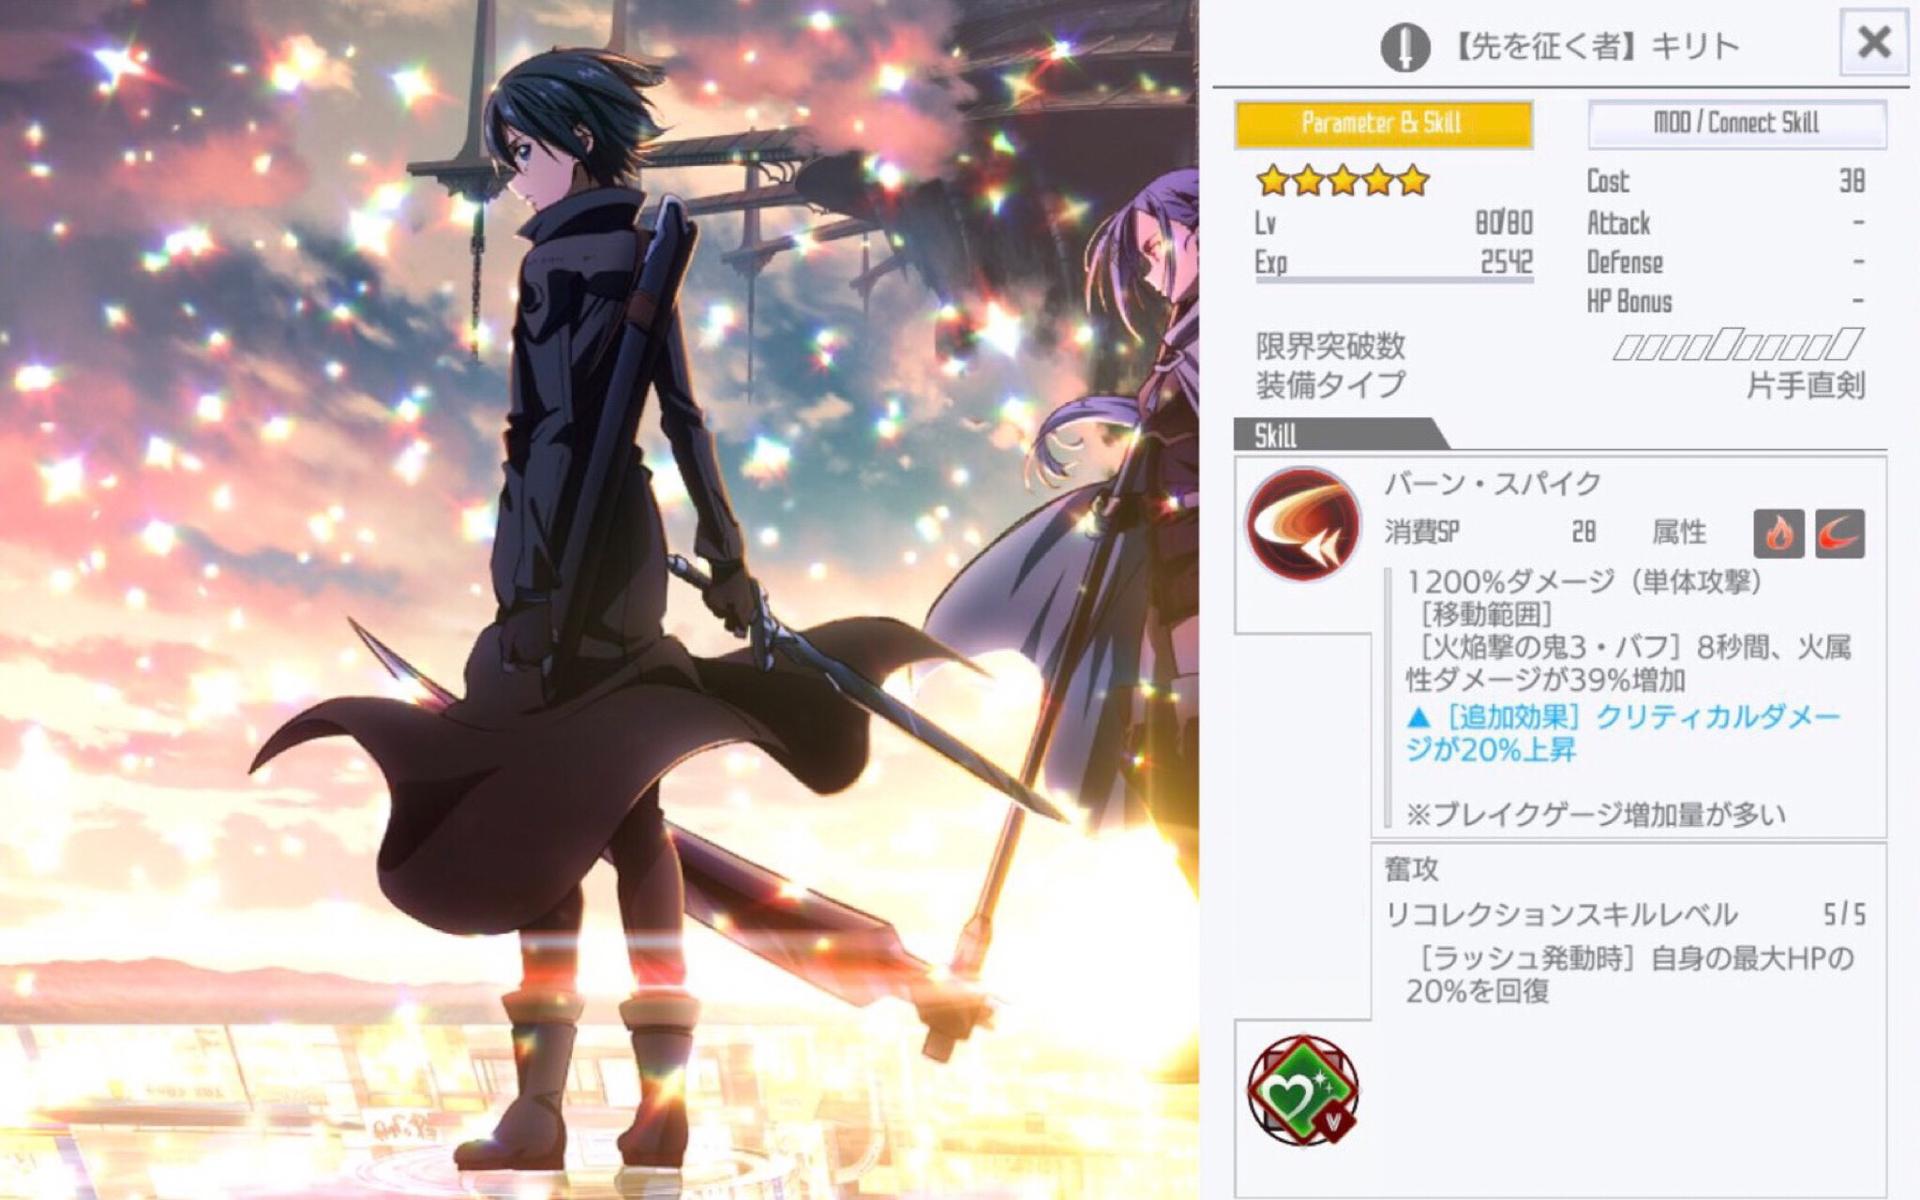 【先を征く者】キリト
Parameter & Skill
MOD / Connect Skill
Lv 80/80
Exp 2542
Cost 38
Attack -
Defense -
HP Bonus -
限界突破数
装備タイプ 片手直剣
Skill
バーン・スパイク
消費SP 28 属性
1200%ダメージ（単体攻撃）
［移動範囲］
［火焔撃の鬼3・バフ］8秒間、火属
性ダメージが39%増加
▲［追加効果］クリティカルダメー
ジが20%上昇
※ブレイクゲージ増加量が多い
奮攻
リコレクションスキルレベル 5/5
［ラッシュ発動時］自身の最大HPの
20%を回復
V